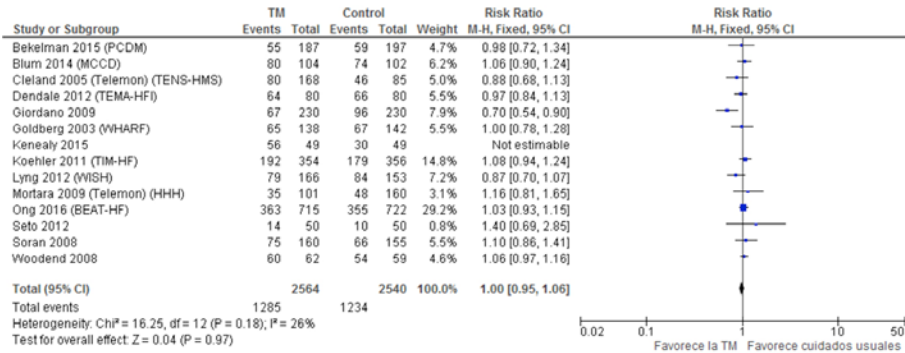 TM Control Risk Ratio Risk Ratio
Study or Subgroup Events Total Events Total Weight M-H, Fixed, 95% CI M-H, Fixed, 95% CI
Bekelman 2015 (PCDM) 55 187 59 197 4.7% 0.98 [0.72, 1.34]
Blum 2014 (MCCD) 80 104 74 102 6.2% 1.06 [0.90, 1.24]
Cleland 2005 (Telemon) (TENS-HMS) 80 168 46 85 5.1% 0.88 [0.68, 1.13]
Dendale 2012 (TEMA-HFI) 64 80 66 80 5.5% 0.97 [0.84, 1.13]
Giordano 2009 67 230 96 230 7.9% 0.70 [0.54, 0.90]
Goldberg 2003 (WHARF) 65 138 67 142 5.5% 1.00 [0.78, 1.28]
Kenealy 2015 56 49 30 49 Not estimable
Koehler 2011 (TIM-HF) 192 354 179 356 14.8% 1.08 [0.94, 1.24]
Lyng 2012 (WISH) 79 166 84 153 7.2% 0.87 [0.70, 1.07]
Mortara 2009 (Telemon) (HHH) 35 101 48 160 3.1% 1.16 [0.81, 1.65]
Ong 2016 (BEAT-HF) 363 715 355 722 29.2% 1.03 [0.93, 1.15]
Seto 2012 14 50 10 50 0.8% 1.40 [0.69, 2.85]
Soran 2008 75 160 66 155 5.5% 1.10 [0.86, 1.41]
Woodend 2008 60 62 54 59 4.6% 1.06 [0.97, 1.16]
Total (95% CI) 2564 2540 100.0% 1.00 [0.95, 1.06]
Total events 1285 1234
Heterogeneity: Chi² = 16.25, df = 12 (P = 0.18); I² = 26%
Test for overall effect: Z = 0.04 (P = 0.97)
0.02 0.1 1 10 50
Favorece la TM Favorece cuidados usuales